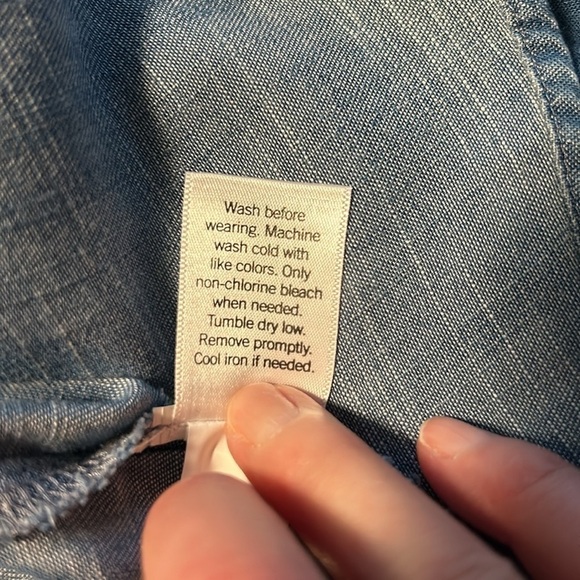 Wash before
wearing. Machine
wash cold with
like colors. Only
non-chlorine bleach
when needed.
Tumble dry low.
Remove promptly.
Cool iron if needed.